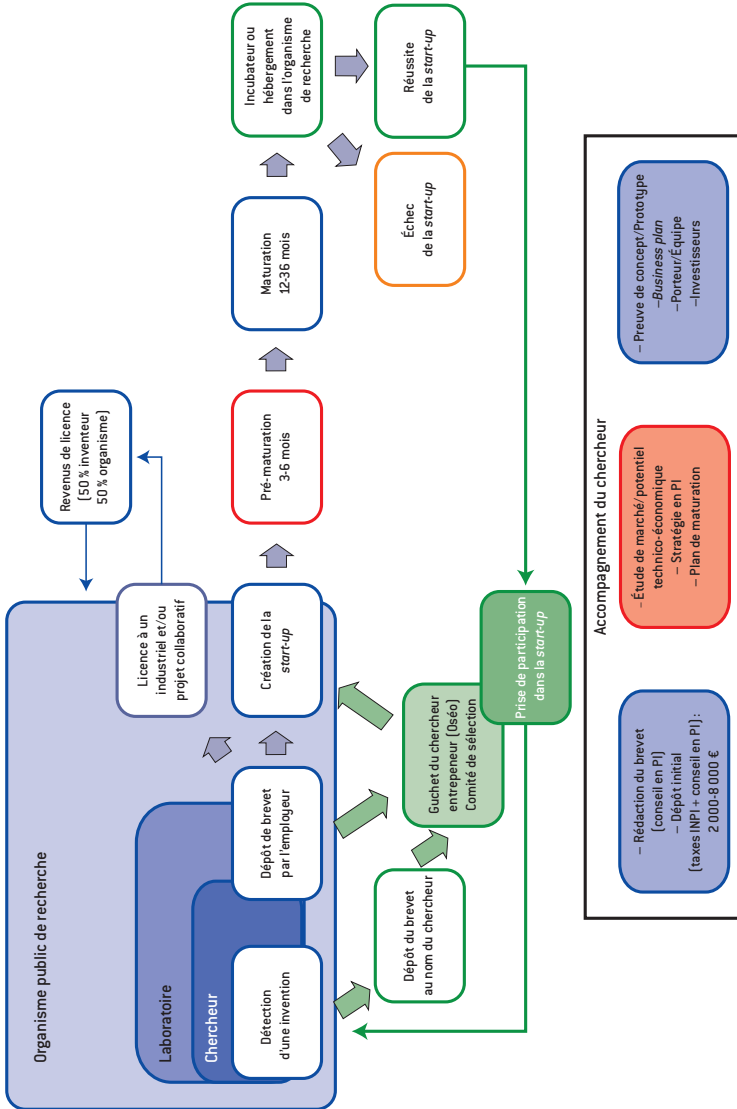 Organisme public de recherche
Laboratoire
Chercheur
Détection
d'une invention
Dépôt de brevet
par l'employeur
Licence à un
industriel et/ou
projet collaboratif
Création de la
start-up
Revenus de licence
(50 % inventeur
50 % organisme)
Pré-maturation
3-6 mois
Maturation
12-36 mois
Incubateur ou
hébergement
dans l'organisme
de recherche
Échec
de la start-up
Réussite
de la start-up
Dépôt du brevet
au nom du chercheur
Guchet du chercheur
entrepeneur (Oséo)
Comité de sélection
Prise de participation
dans la start-up
Accompagnement du chercheur
– Rédaction du brevet
(conseil en PI)
– Dépôt initial
(taxes INPI + conseil en PI) :
2 000-8 000 €
– Étude de marché/potentiel
technico-économique
– Stratégie en PI
– Plan de maturation
– Preuve de concept/Prototype
–Business plan
– Porteur/Équipe
– Investisseurs